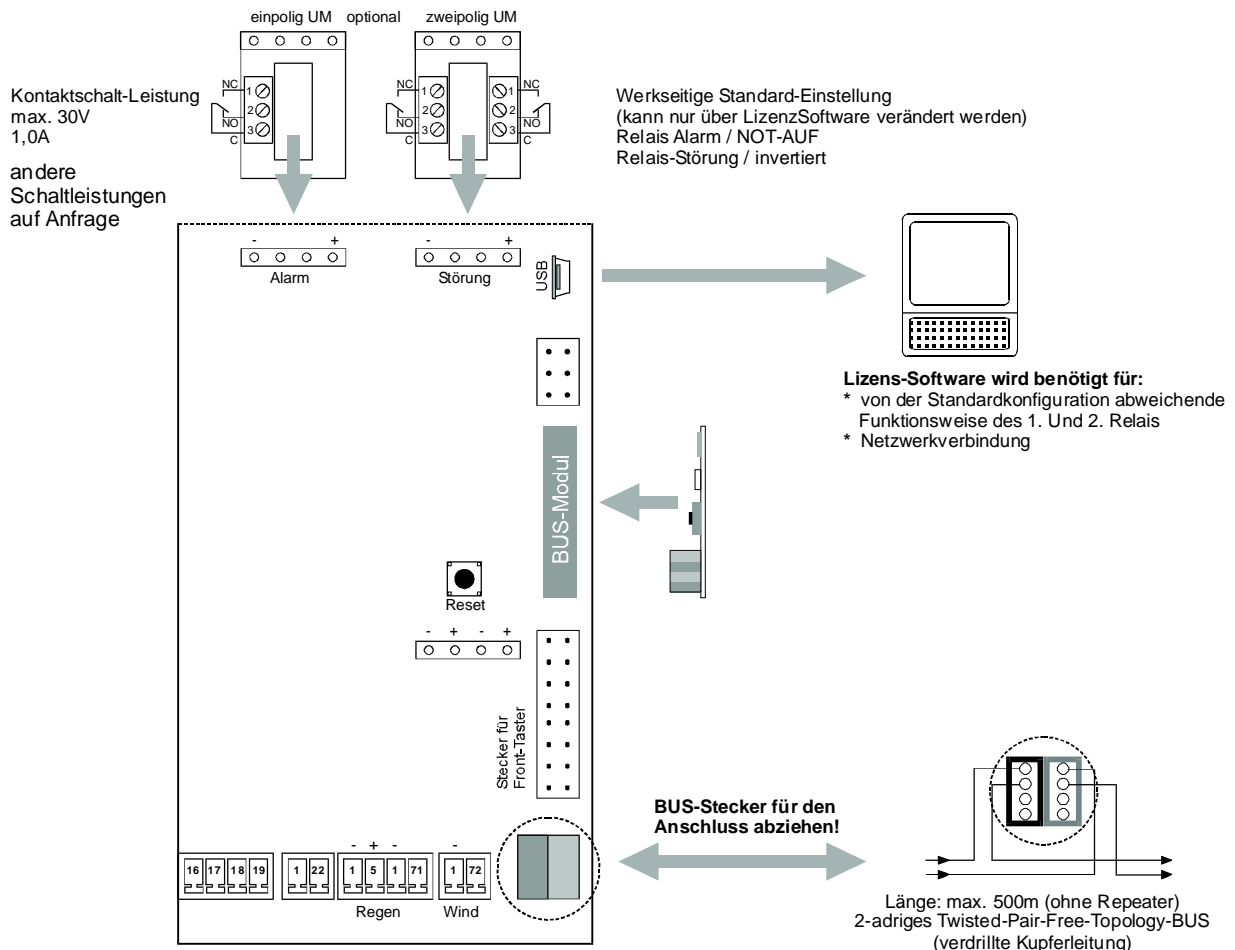 einpolig UM optional zweipolig UM
Kontaktschalt-Leistung
max. 30V
1,0A
andere
Schaltleistungen
auf Anfrage
NC
NO
C
1
2
3
NC
NO
C
1
2
3
1
2
3
NC
NO
C
Werkseitige Standard-Einstellung
(kann nur über LizenzSoftware verändert werden)
Relais Alarm / NOT-AUF
Relais-Störung / invertiert
- +
Alarm
- +
Störung
USB
Lizens-Software wird benötigt für:
* von der Standardkonfiguration abweichende
Funktionsweise des 1. Und 2. Relais
* Netzwerkverbindung
BUS-Modul
Reset
- + - +
Stecker für
Front-Taster
BUS-Stecker für den
Anschluss abziehen!
- + - -
16 17 18 19 1 22 1 5 1 71 1 72
Regen Wind
Länge: max. 500m (ohne Repeater)
2-adriges Twisted-Pair-Free-Topology-BUS
(verdrillte Kupferleitung)